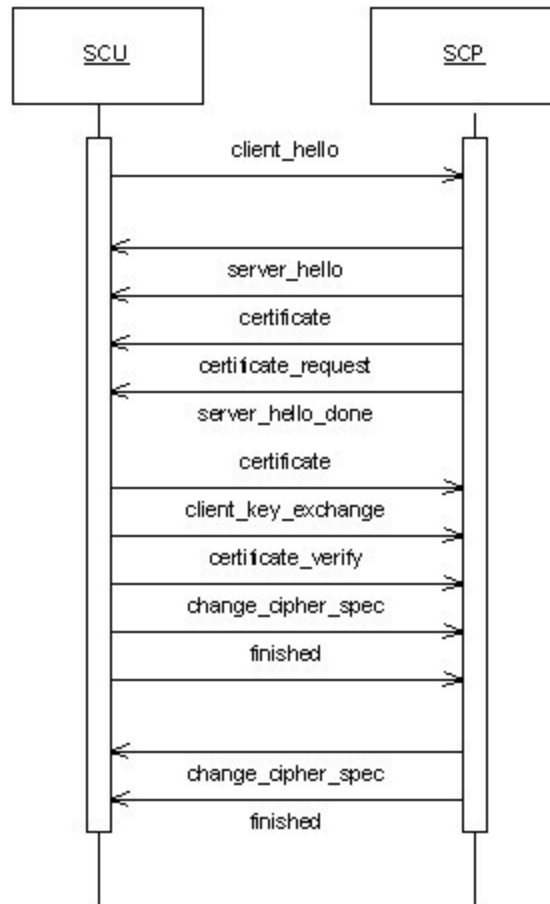 SCU
SCP
client_hello
server_hello
certificate
certificate_request
server_hello_done
certificate
client_key_exchange
certificate_verify
change_cipher_spec
finished
change_cipher_spec
finished